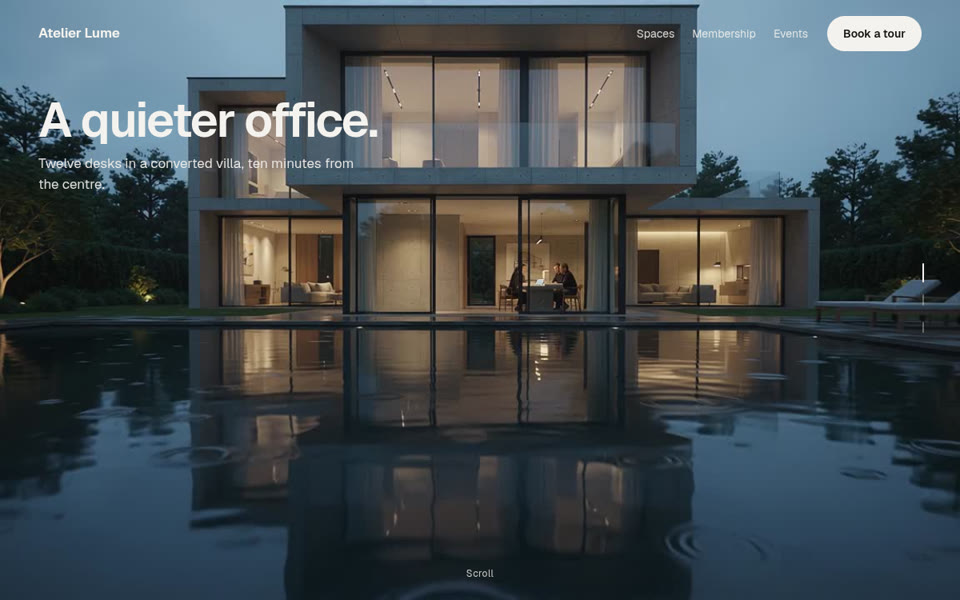 Atelier Lume
Spaces
Membership
Events
Book a tour
A quieter office.
Twelve desks in a converted villa, ten minutes from
the centre.
Scroll